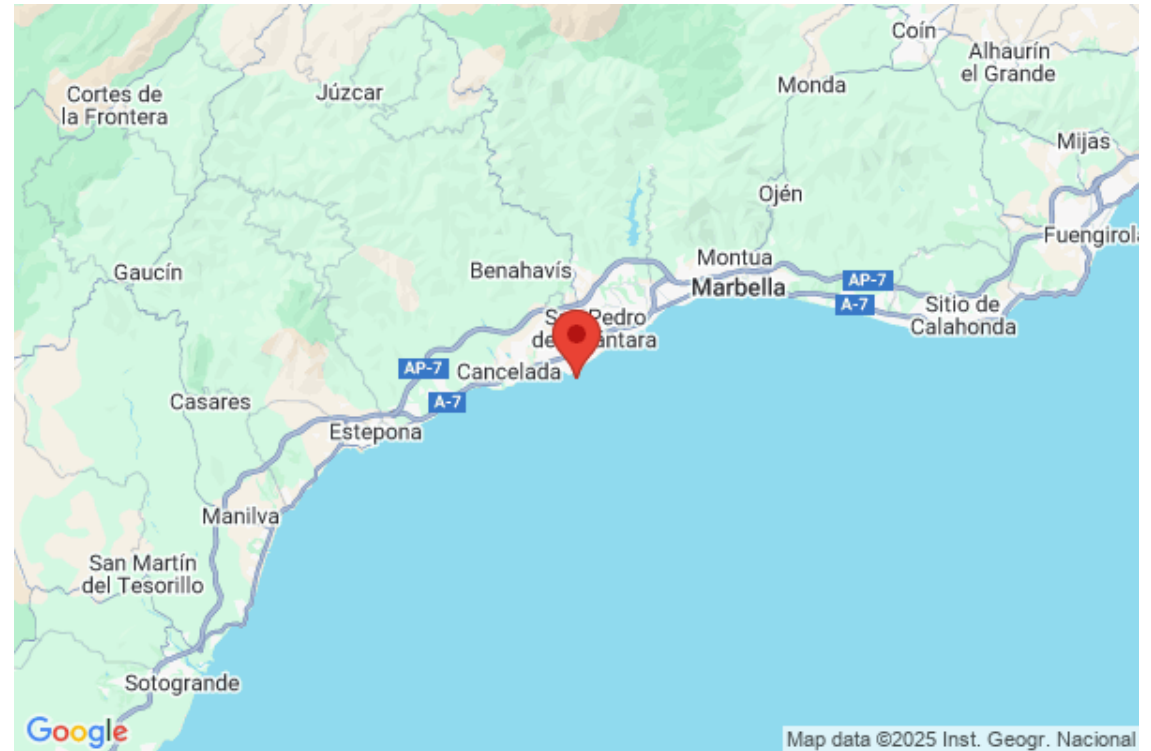 Coín
Alhaurín
el Grande
Monda
Júzcar
Cortes de
la Frontera
Mijas
Ojén
Fuengirola
Montua
Benahavís
Gaucín
AP-7
Marbella
A-7
Sitio de
Calahonda
San Pedro
de Alcántara
AP-7
Cancelada
A-7
Casares
Estepona
Manilva
San Martín
del Tesorillo
Sotogrande
Google
Map data ©2025 Inst. Geogr. Nacional